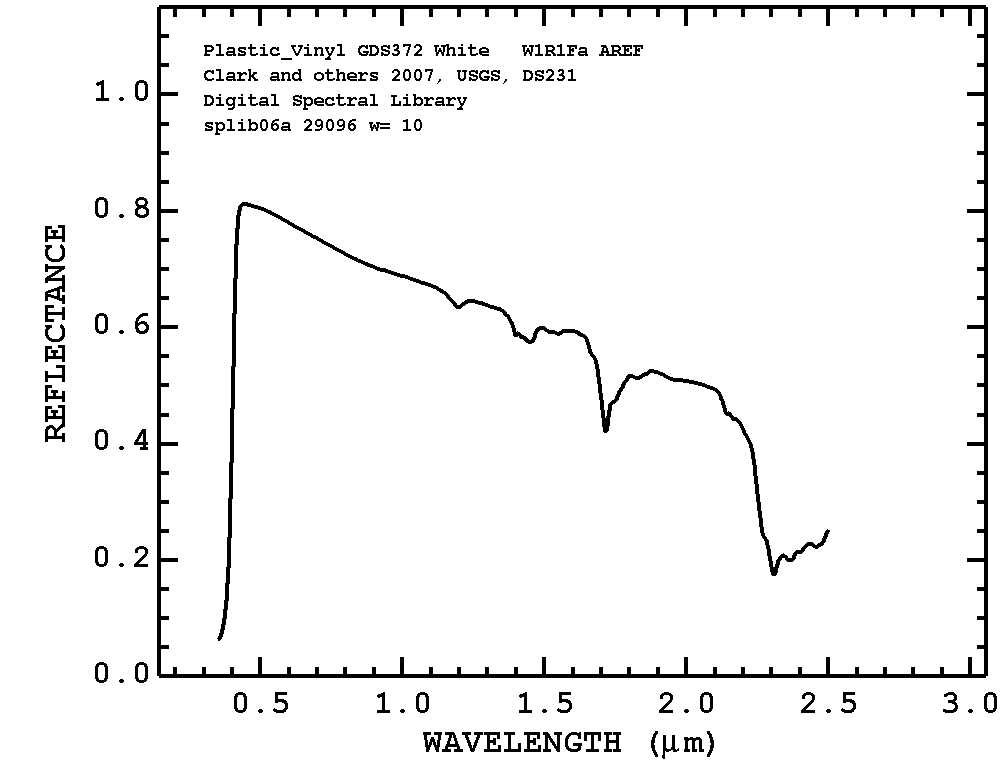 Plastic_Vinyl GDS372 White W1R1Fa AREF
Clark and others 2007, USGS, DS231
Digital Spectral Library
splib06a 29096 w= 10
1.0
0.8
0.6
0.4
0.2
0.0
REFLECTANCE
0.5 1.0 1.5 2.0 2.5 3.0
WAVELENGTH (μm)